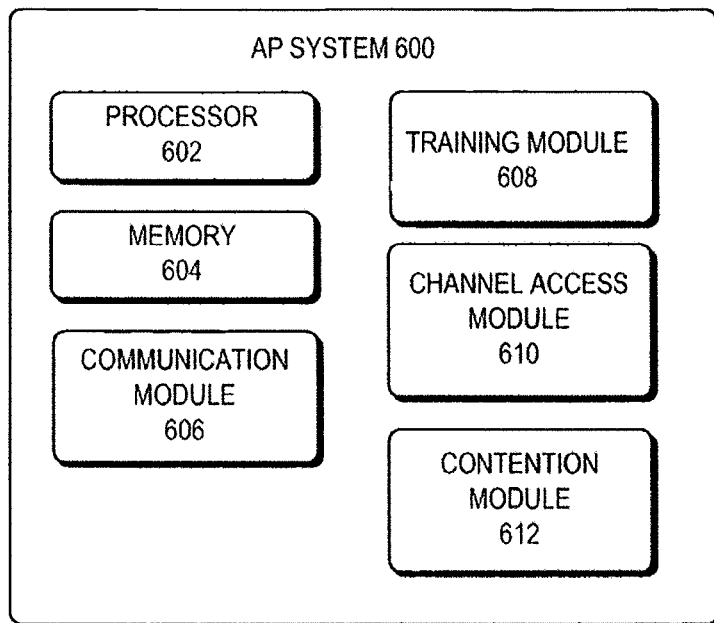 AP SYSTEM 600
PROCESSOR
602
MEMORY
604
COMMUNICATION
MODULE
606
TRAINING MODULE
608
CHANNEL ACCESS
MODULE
610
CONTENTION
MODULE
612